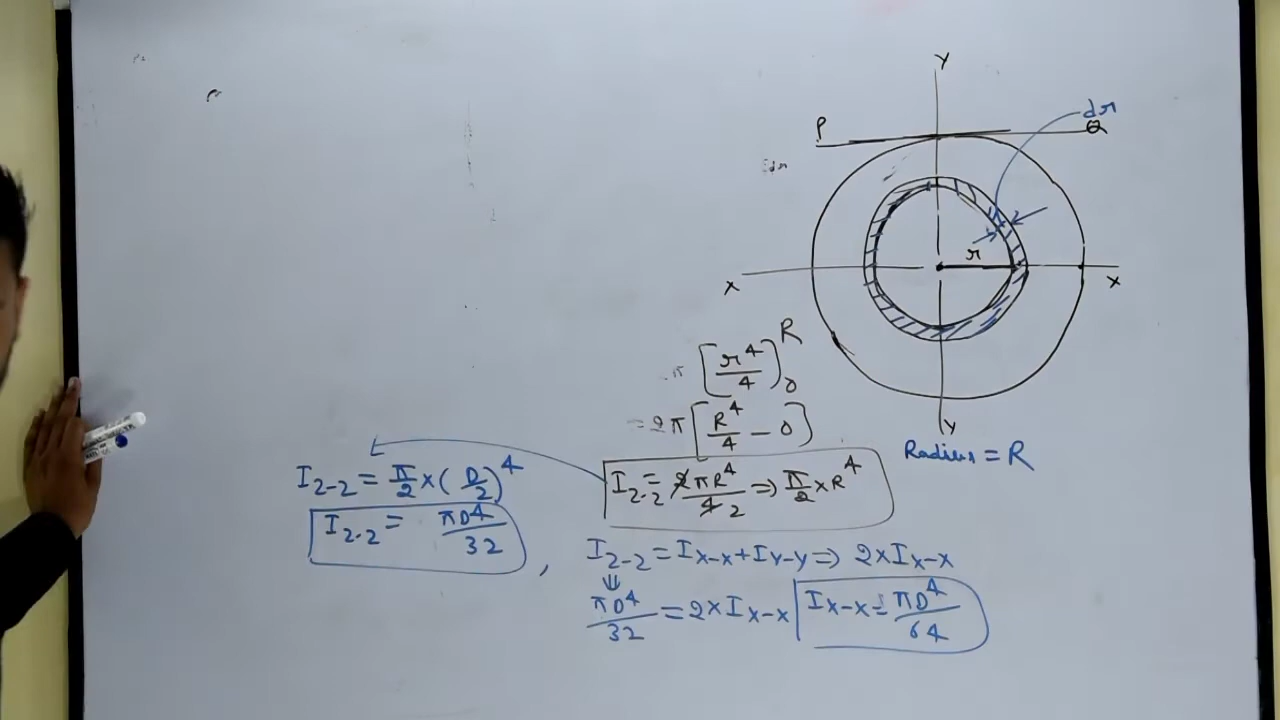 Y
P
Q
dr
r
X
X
Y
Radius = R
π [r⁴/4]₀ᴿ
= 2π [R⁴/4 − 0]
I₂₋₂ = 2πR⁴/4 2 ⇒ π/2 × R⁴
I₂₋₂ = π/2 × (D/2)⁴
I₂₋₂ = πD⁴/32 ,
I₂₋₂ = Ix-x + Iy-y ⇒ 2 × Ix-x
⇓
πD⁴/32 = 2 × Ix-x
Ix-x = πD⁴/64